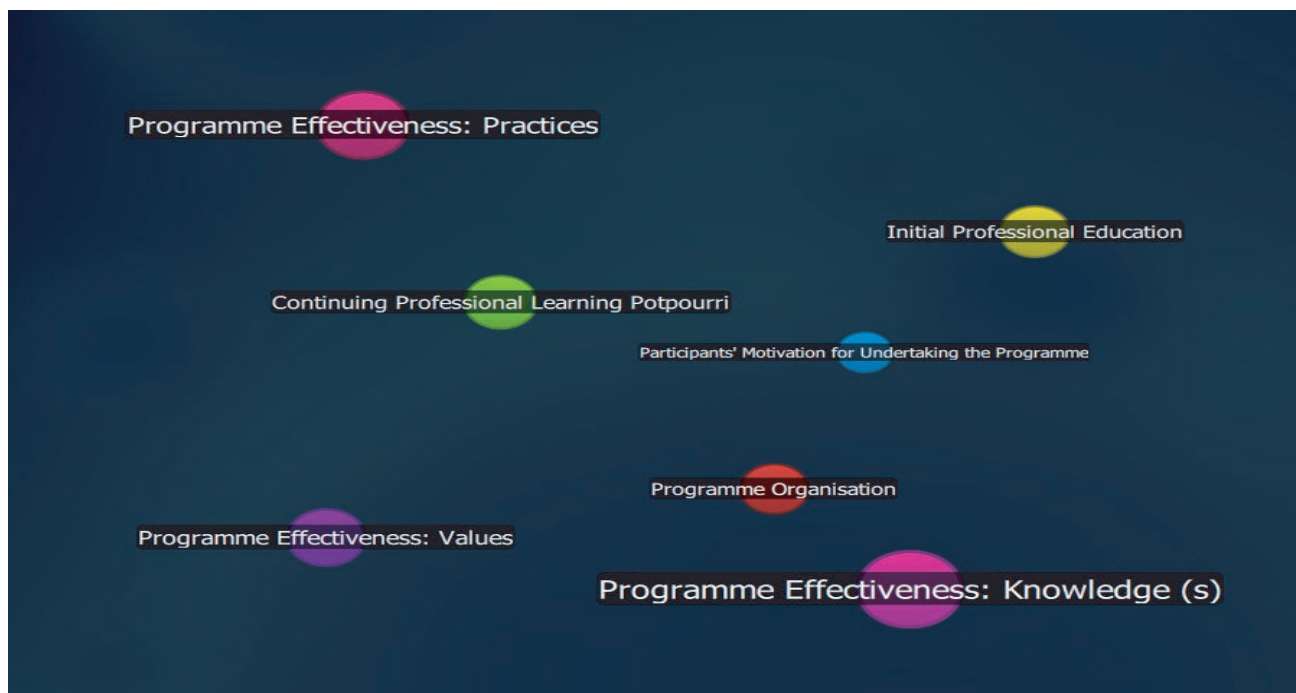 Programme Effectiveness: Practices
Initial Professional Education
Continuing Professional Learning Potpourri
Participants' Motivation for Undertaking the Programme
Programme Organisation
Programme Effectiveness: Values
Programme Effectiveness: Knowledge (s)